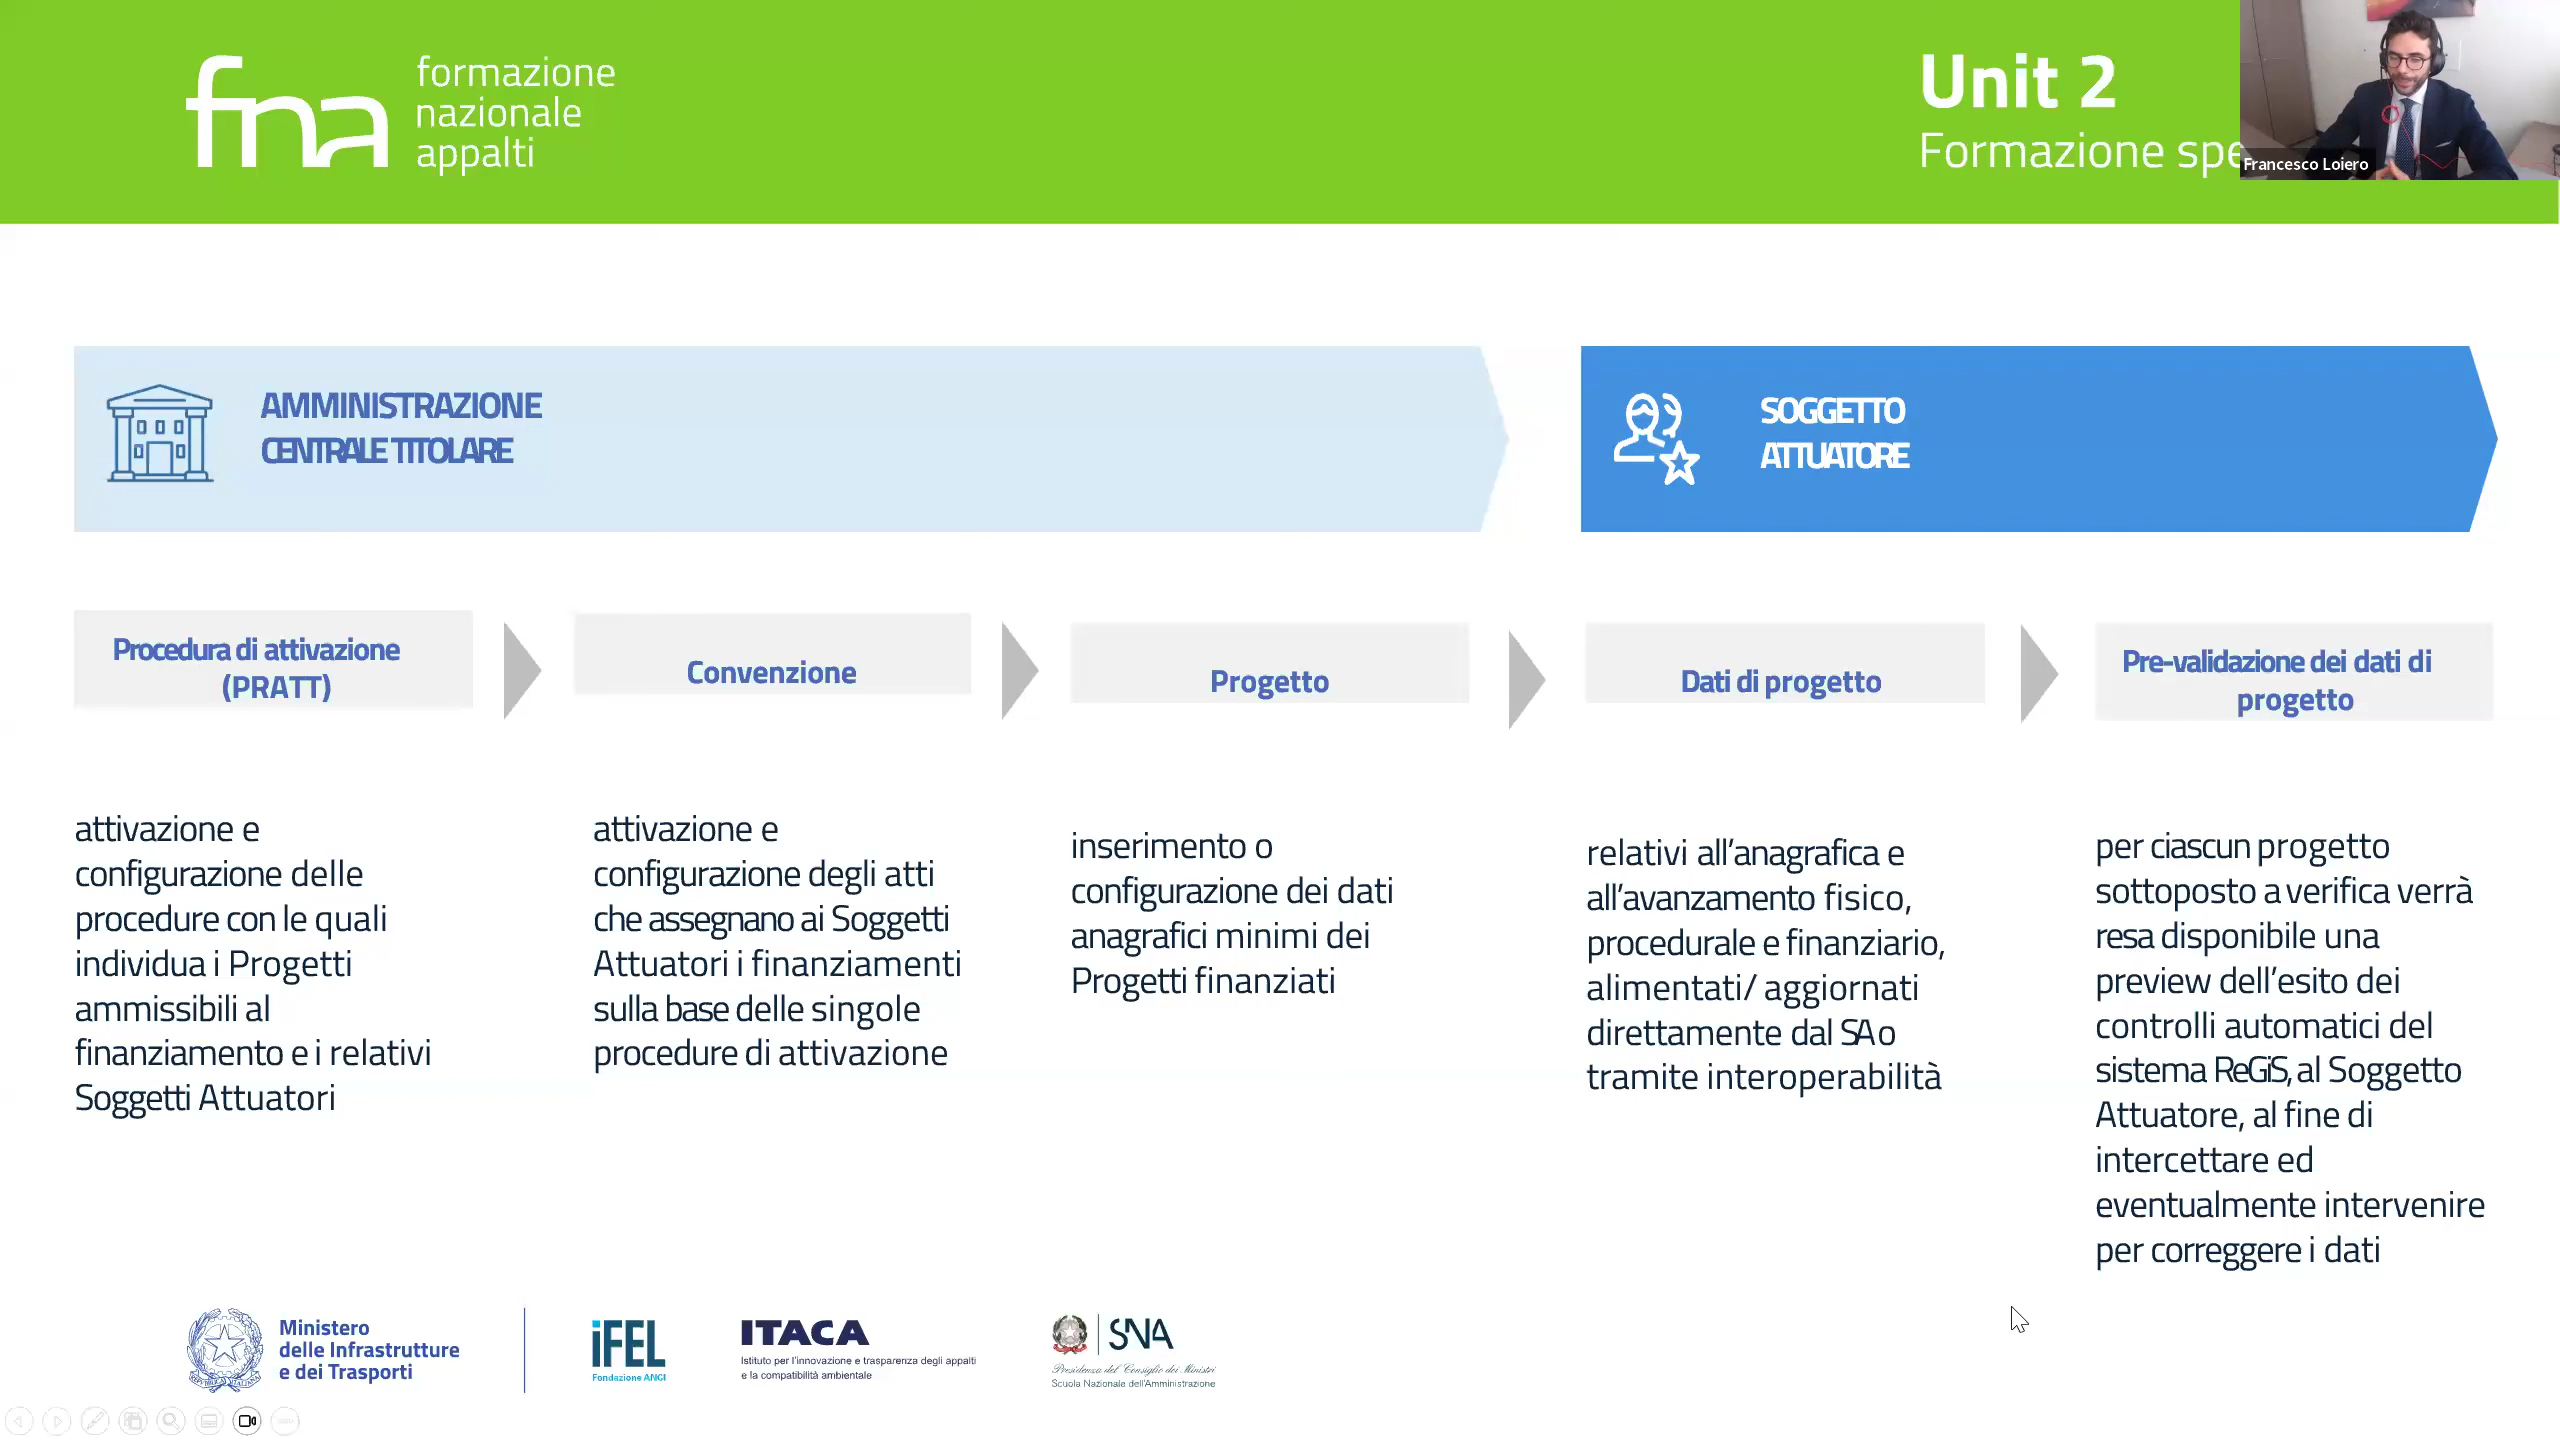 fna
formazione
nazionale
appalti
Unit 2
Formazione spe
Francesco Loiero
AMMINISTRAZIONE
CENTRALE TITOLARE
SOGGETTO
ATTUATORE
Procedura di attivazione
(PRATT)
Convenzione
Progetto
Dati di progetto
Pre-validazione dei dati di
progetto
attivazione e
configurazione delle
procedure con le quali
individua i Progetti
ammissibili al
finanziamento e i relativi
Soggetti Attuatori
attivazione e
configurazione degli atti
che assegnano ai Soggetti
Attuatori i finanziamenti
sulla base delle singole
procedure di attivazione
inserimento o
configurazione dei dati
anagrafici minimi dei
Progetti finanziati
relativi all’anagrafica e
all’avanzamento fisico,
procedurale e finanziario,
alimentati/ aggiornati
direttamente dal SA o
tramite interoperabilità
per ciascun progetto
sottoposto a verifica verrà
resa disponibile una
preview dell’esito dei
controlli automatici del
sistema ReGiS, al Soggetto
Attuatore, al fine di
intercettare ed
eventualmente intervenire
per correggere i dati
Ministero
delle Infrastrutture
e dei Trasporti
iFEL
Fondazione ANCI
ITACA
Istituto per l'innovazione e trasparenza degli appalti
e la compatibilità ambientale
SNA
Presidenza del Consiglio dei Ministri
Scuola Nazionale dell'Amministrazione